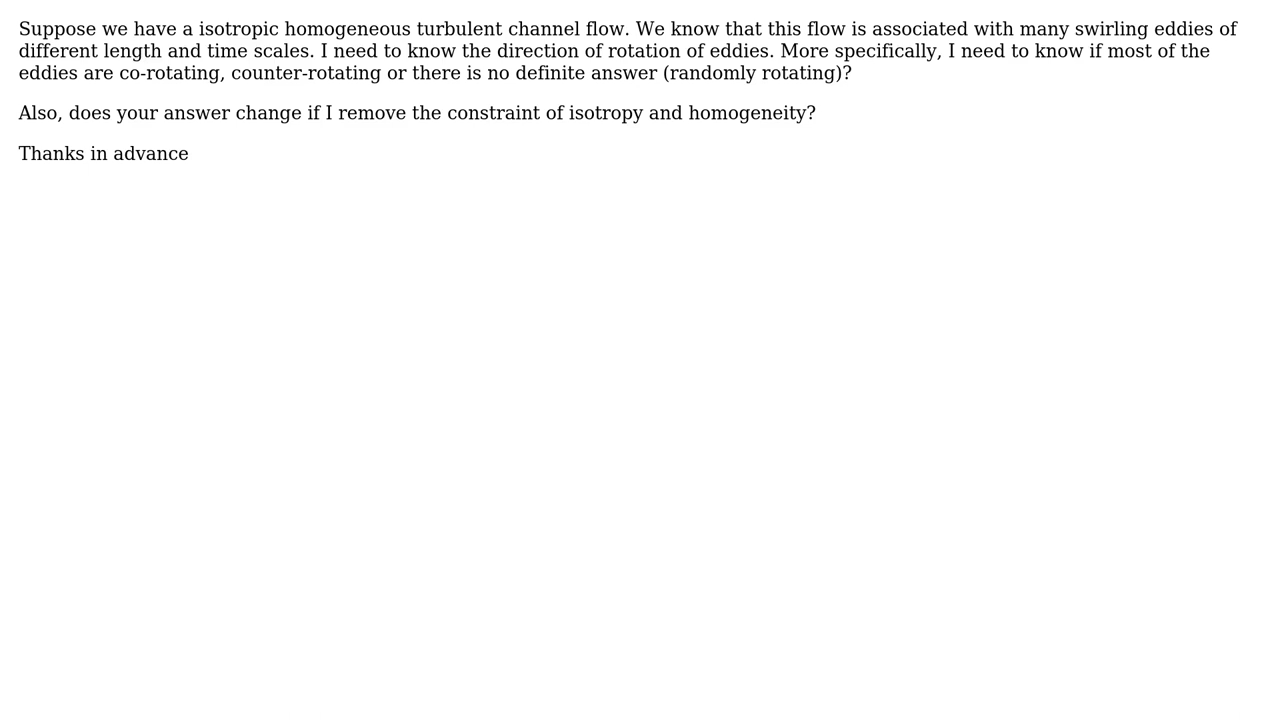 Suppose we have a isotropic homogeneous turbulent channel flow. We know that this flow is associated with many swirling eddies of
different length and time scales. I need to know the direction of rotation of eddies. More specifically, I need to know if most of the
eddies are co-rotating, counter-rotating or there is no definite answer (randomly rotating)?
Also, does your answer change if I remove the constraint of isotropy and homogeneity?
Thanks in advance